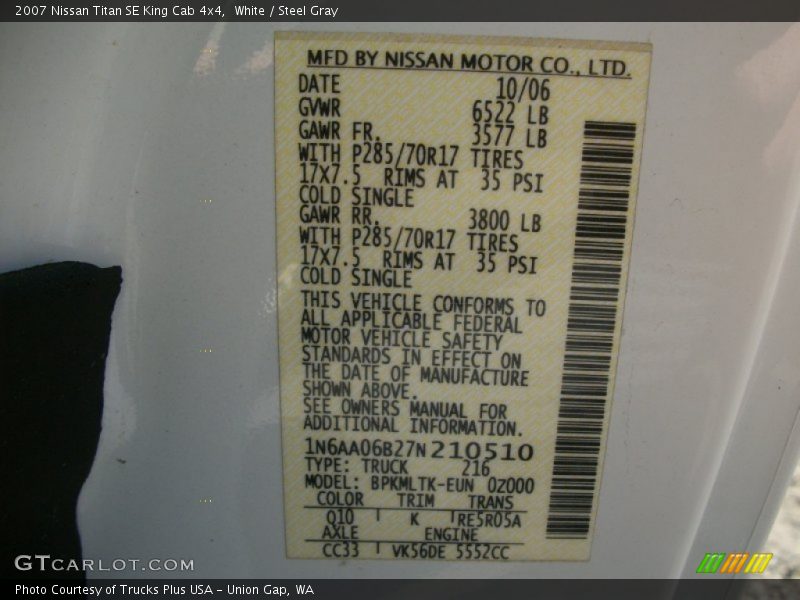 2007 Nissan Titan SE King Cab 4x4,  White / Steel Gray
MFD BY NISSAN MOTOR CO., LTD.
DATE 10/06
GVWR 6522 LB
GAWR FR. 3577 LB
WITH P285/70R17 TIRES
17X7.5 RIMS AT 35 PSI
COLD SINGLE
GAWR RR. 3800 LB
WITH P285/70R17 TIRES
17X7.5 RIMS AT 35 PSI
COLD SINGLE
THIS VEHICLE CONFORMS TO
ALL APPLICABLE FEDERAL
MOTOR VEHICLE SAFETY
STANDARDS IN EFFECT ON
THE DATE OF MANUFACTURE
SHOWN ABOVE.
SEE OWNERS MANUAL FOR
ADDITIONAL INFORMATION.
1N6AA06B27N210510
TYPE: TRUCK 216
MODEL: BPKMLTK-EUN 0Z000
COLOR TRIM TRANS
Q10 K RE5R05A
AXLE ENGINE
CC33 VK56DE 5552CC
GTCARLOT.COM
Photo Courtesy of Trucks Plus USA – Union Gap, WA